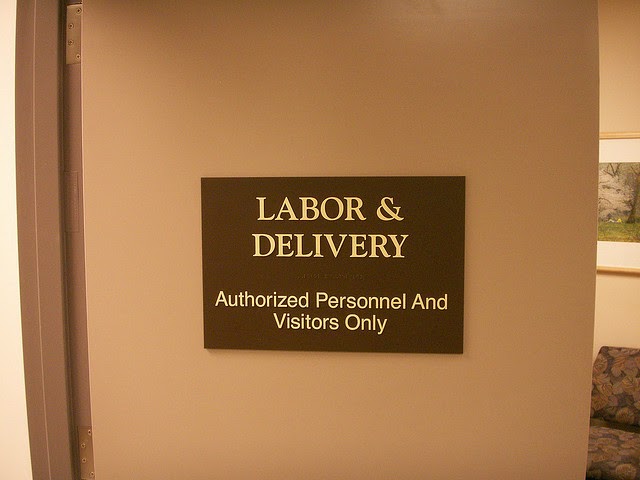 LABOR &
DELIVERY
Authorized Personnel And
Visitors Only